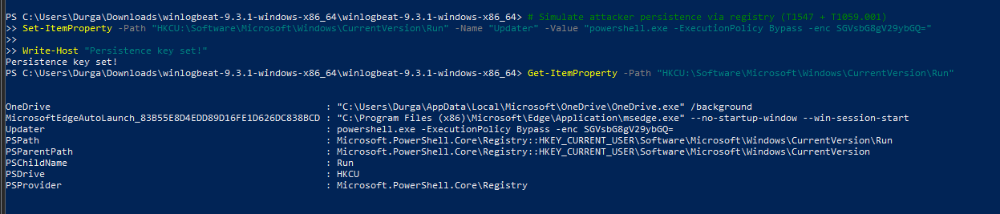 PS C:\Users\Durga\Downloads\winlogbeat-9.3.1-windows-x86_64\winlogbeat-9.3.1-windows-x86_64> # Simulate attacker persistence via registry (T1547 + T1059.001)
>> Set-ItemProperty -Path "HKCU:\Software\Microsoft\Windows\CurrentVersion\Run" -Name "Updater" -Value "powershell.exe -ExecutionPolicy Bypass -enc SGVsbG8gV29ybGQ="
>>
>> Write-Host "Persistence key set!"
Persistence key set!
PS C:\Users\Durga\Downloads\winlogbeat-9.3.1-windows-x86_64\winlogbeat-9.3.1-windows-x86_64> Get-ItemProperty -Path "HKCU:\Software\Microsoft\Windows\CurrentVersion\Run"
OneDrive : "C:\Users\Durga\AppData\Local\Microsoft\OneDrive\OneDrive.exe" /background
MicrosoftEdgeAutoLaunch_83B55E8D4EDD89D16FE1D626DC838BCD : "C:\Program Files (x86)\Microsoft\Edge\Application\msedge.exe" --no-startup-window --win-session-start
Updater : powershell.exe -ExecutionPolicy Bypass -enc SGVsbG8gV29ybGQ=
PSPath : Microsoft.PowerShell.Core\Registry::HKEY_CURRENT_USER\Software\Microsoft\Windows\CurrentVersion\Run
PSParentPath : Microsoft.PowerShell.Core\Registry::HKEY_CURRENT_USER\Software\Microsoft\Windows\CurrentVersion
PSChildName : Run
PSDrive : HKCU
PSProvider : Microsoft.PowerShell.Core\Registry